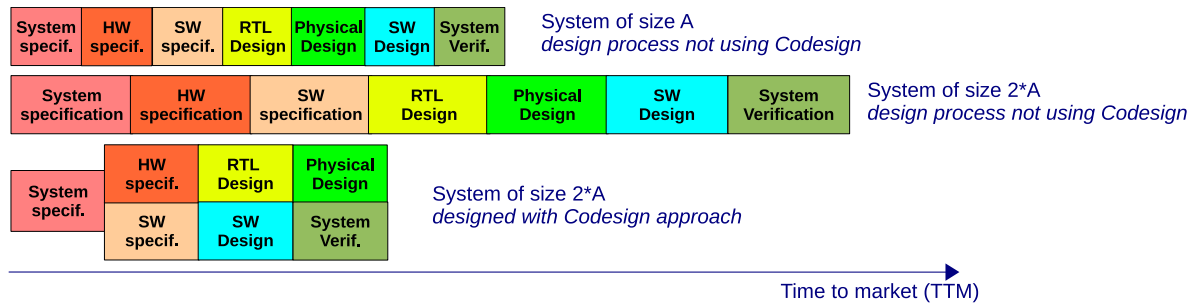 System
specif.
HW
specif.
SW
specif.
RTL
Design
Physical
Design
SW
Design
System
Verif.
System of size A
design process not using Codesign
System
specification
HW
specification
SW
specification
RTL
Design
Physical
Design
SW
Design
System
Verification
System of size 2*A
design process not using Codesign
System
specif.
HW
specif.
RTL
Design
Physical
Design
SW
specif.
SW
Design
System
Verif.
System of size 2*A
designed with Codesign approach
Time to market (TTM)